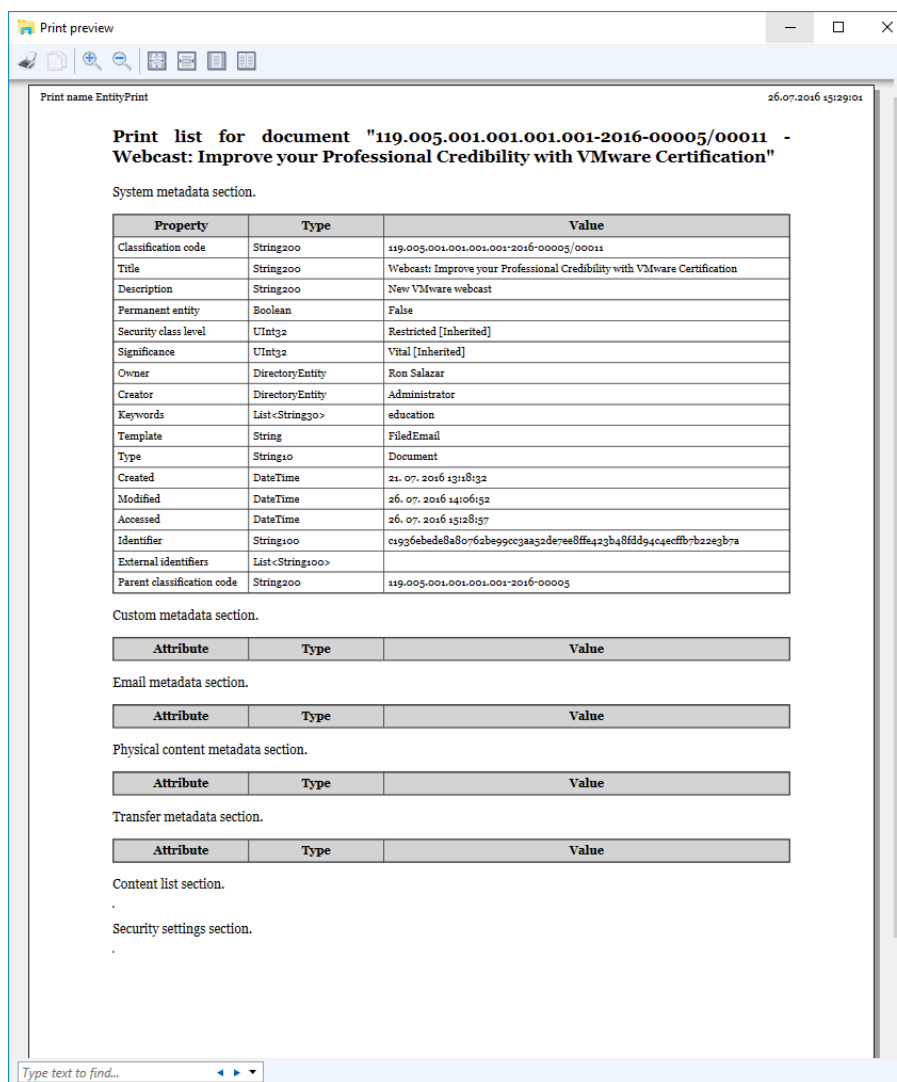 Print preview
Print name EntityPrint 26.07.2016 15:29:01
Print list for document "119.005.001.001.001.001-2016-00005/00011 -
Webcast: Improve your Professional Credibility with VMware Certification"
System metadata section.
Property Type Value
Classification code String200 119.005.001.001.001.001-2016-00005/00011
Title String200 Webcast: Improve your Professional Credibility with VMware Certification
Description String200 New VMware webcast
Permanent entity Boolean False
Security class level UInt32 Restricted [Inherited]
Significance UInt32 Vital [Inherited]
Owner DirectoryEntity Ron Salazar
Creator DirectoryEntity Administrator
Keywords List<String30> education
Template String FiledEmail
Type String10 Document
Created DateTime 21. 07. 2016 13:18:32
Modified DateTime 26. 07. 2016 14:06:52
Accessed DateTime 26. 07. 2016 15:28:57
Identifier String100 c1936ebede8a80762be99cc3aa52de7ee8ffe423b48fdd94c4ecffb7b22e3b7a
External identifiers List<String100>
Parent classification code String200 119.005.001.001.001.001-2016-00005
Custom metadata section.
Attribute Type Value
Email metadata section.
Attribute Type Value
Physical content metadata section.
Attribute Type Value
Transfer metadata section.
Attribute Type Value
Content list section.
.
Security settings section.
.
Type text to find...